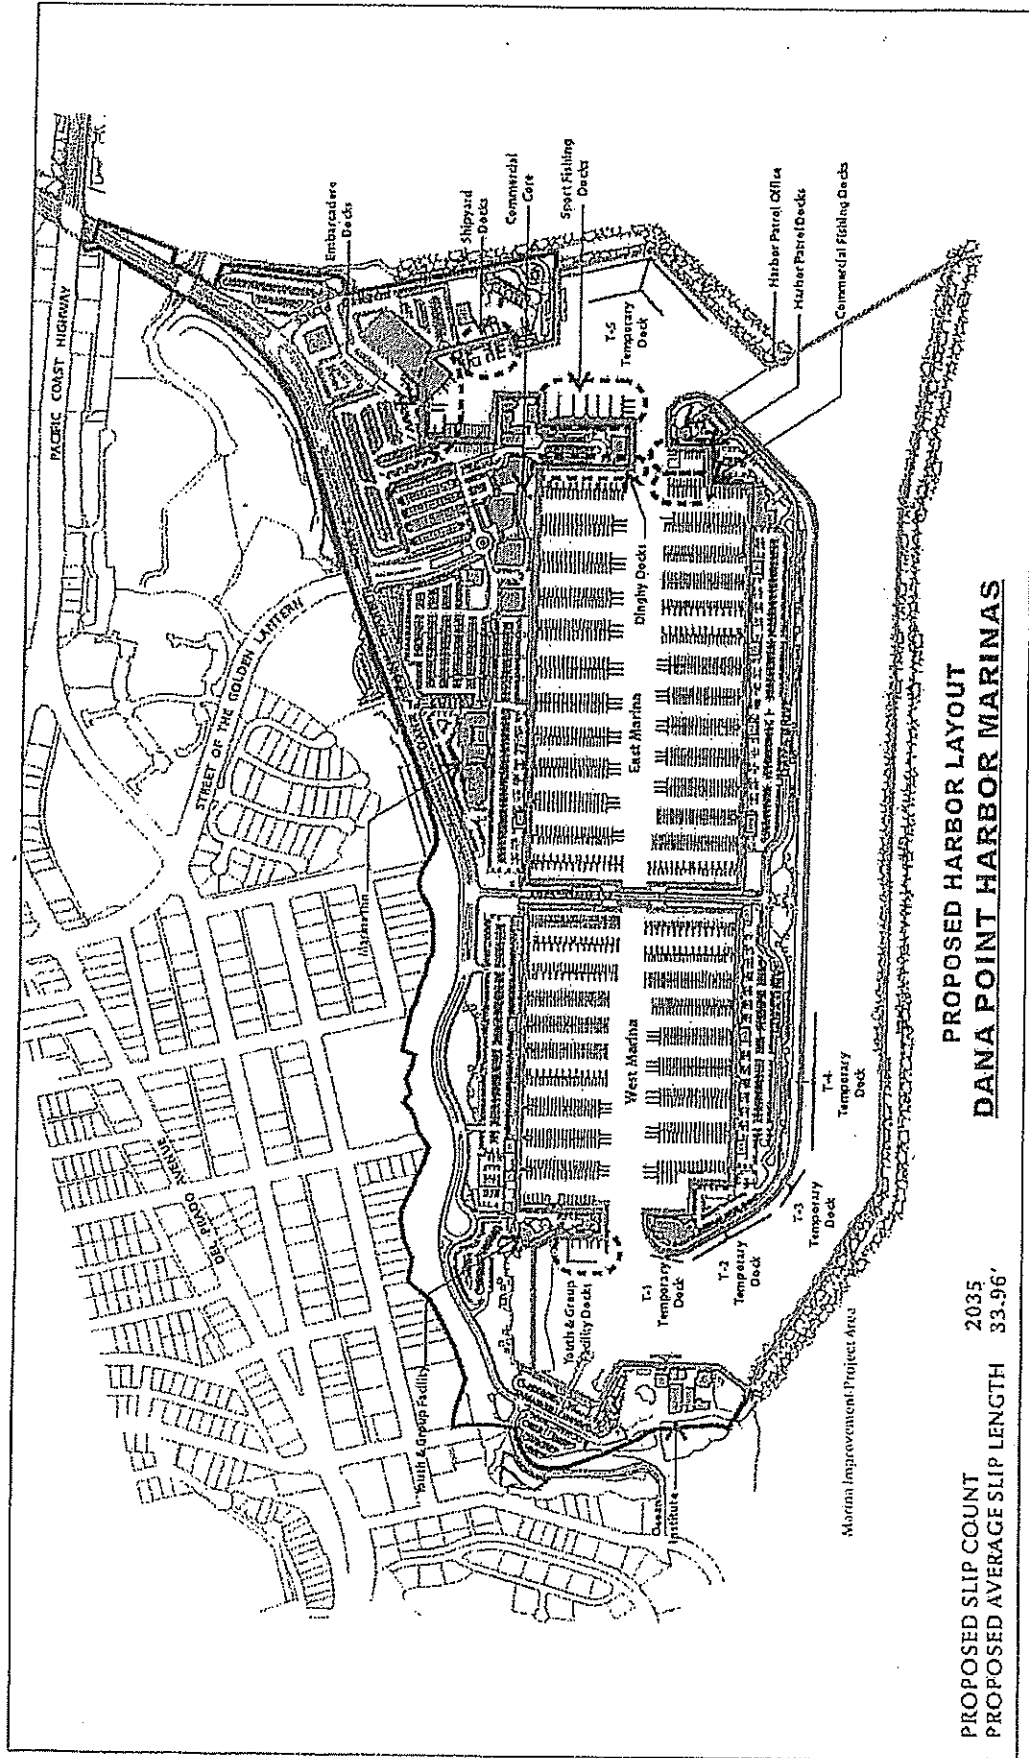 PACIFIC COAST HIGHWAY
STREET OF THE GOLDEN LANTERN
DEL PRADO AVENUE
Embarcadero
Docks
Shipyard
Docks
Commercial
Core
Sport Fishing
Docks
T-5
Temporary
Dock
Harbor Patrol Office
Harbor Patrol Docks
Commercial Fishing Docks
Dinghy Docks
East Marina
West Marina
Marina Inn
Youth & Group Facility
Youth & Group
Facility Docks
T-1
Temporary
Dock
T-2
Temporary
Dock
T-3
Temporary
Dock
T-4
Temporary
Dock
Ocean
Institute
Marina Improvement Project Area
PROPOSED SLIP COUNT 2035
PROPOSED AVERAGE SLIP LENGTH 33.96'
PROPOSED HARBOR LAYOUT
DANA POINT HARBOR MARINAS